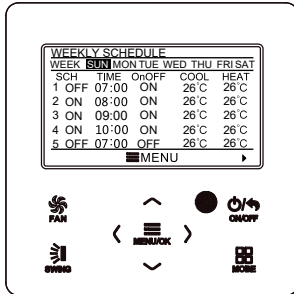 WEEKLY SCHEDULE
WEEK SUN MON TUE WED THU FRI SAT
SCH TIME OnOFF COOL HEAT
1 OFF 07:00 ON 26°C 26°C
2 ON 08:00 ON 26°C 26°C
3 ON 09:00 ON 26°C 26°C
4 ON 10:00 ON 26°C 26°C
5 OFF 07:00 OFF 26°C 26°C
MENU
FAN
MENU/OK
ON/OFF
SWING
MOBE